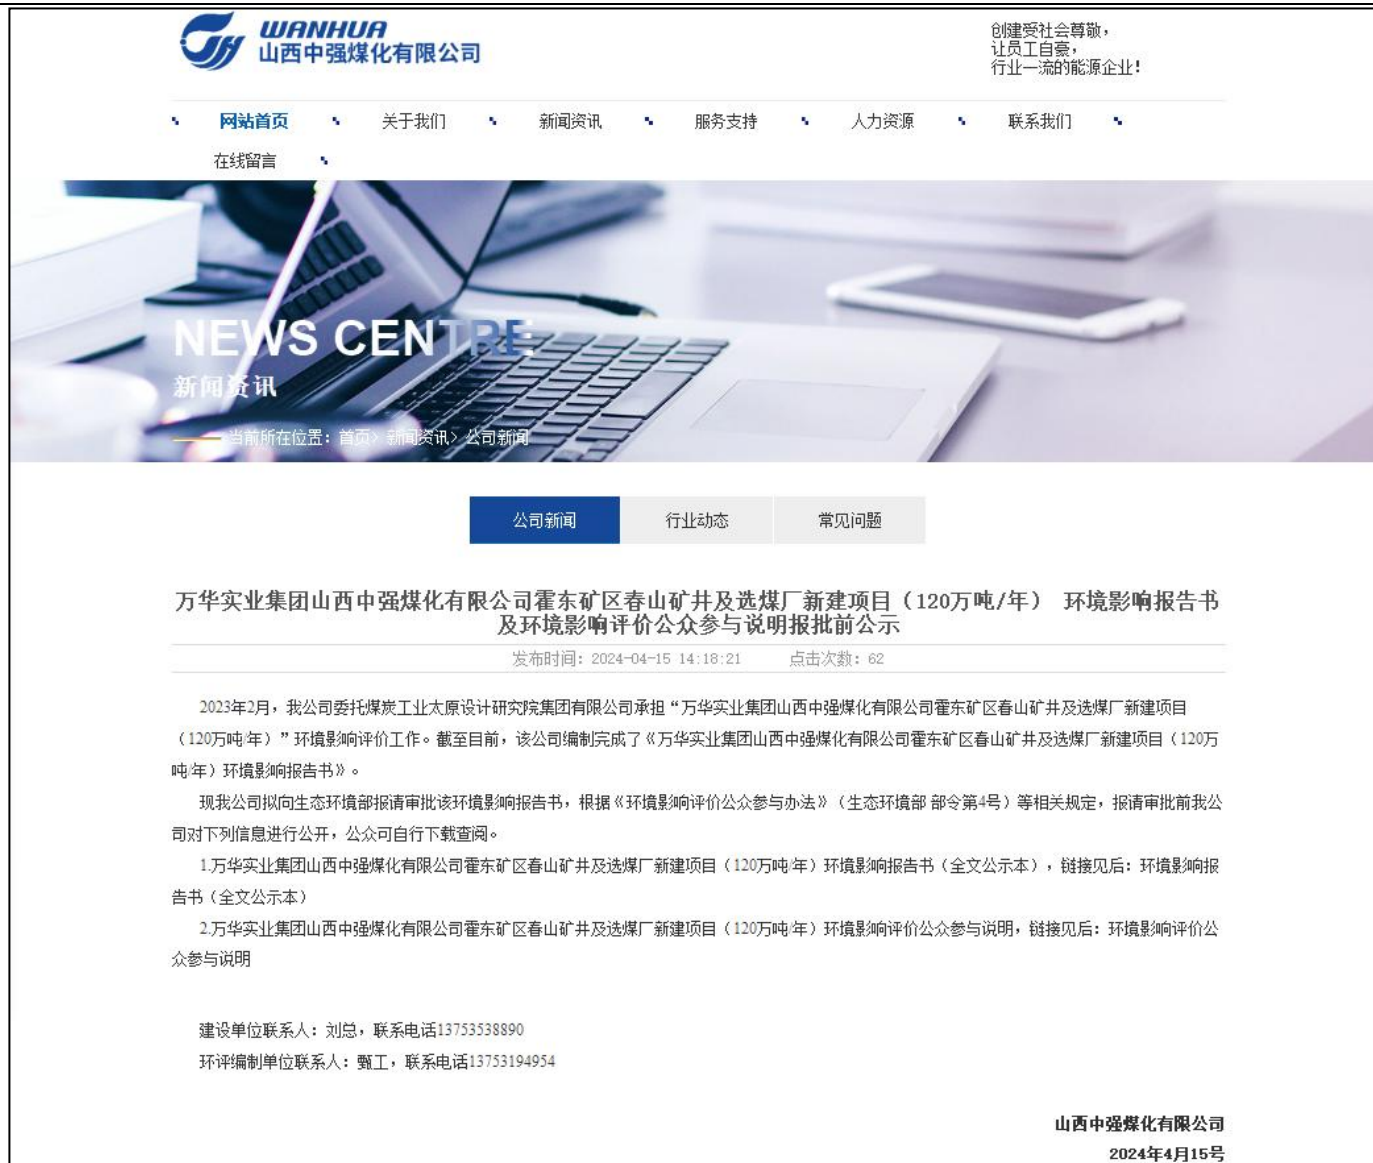 WANHUA
山西中强煤化有限公司
创建受社会尊敬，
让员工自豪，
行业一流的能源企业！
网站首页 关于我们 新闻资讯 服务支持 人力资源 联系我们
在线留言
NEWS CENTRE
新闻资讯
当前所在位置：首页> 新闻资讯> 公司新闻
公司新闻 行业动态 常见问题
万华实业集团山西中强煤化有限公司霍东矿区春山矿井及选煤厂新建项目（120万吨/年） 环境影响报告书
及环境影响评价公众参与说明报批前公示
发布时间：2024-04-15 14:18:21 点击次数：62
2023年2月，我公司委托煤炭工业太原设计研究院集团有限公司承担“万华实业集团山西中强煤化有限公司霍东矿区春山矿井及选煤厂新建项目
（120万吨/年）”环境影响评价工作。截至目前，该公司编制完成了《万华实业集团山西中强煤化有限公司霍东矿区春山矿井及选煤厂新建项目（120万
吨/年）环境影响报告书》。
现我公司拟向生态环境部报请审批该环境影响报告书，根据《环境影响评价公众参与办法》（生态环境部 部令第4号）等相关规定，报请审批前我公
司对下列信息进行公开，公众可自行下载查阅。
1.万华实业集团山西中强煤化有限公司霍东矿区春山矿井及选煤厂新建项目（120万吨/年）环境影响报告书（全文公示本），链接见后：环境影响报
告书（全文公示本）
2.万华实业集团山西中强煤化有限公司霍东矿区春山矿井及选煤厂新建项目（120万吨/年）环境影响评价公众参与说明，链接见后：环境影响评价公
众参与说明
建设单位联系人：刘总，联系电话13753538890
环评编制单位联系人：甄工，联系电话13753194954
山西中强煤化有限公司
2024年4月15号